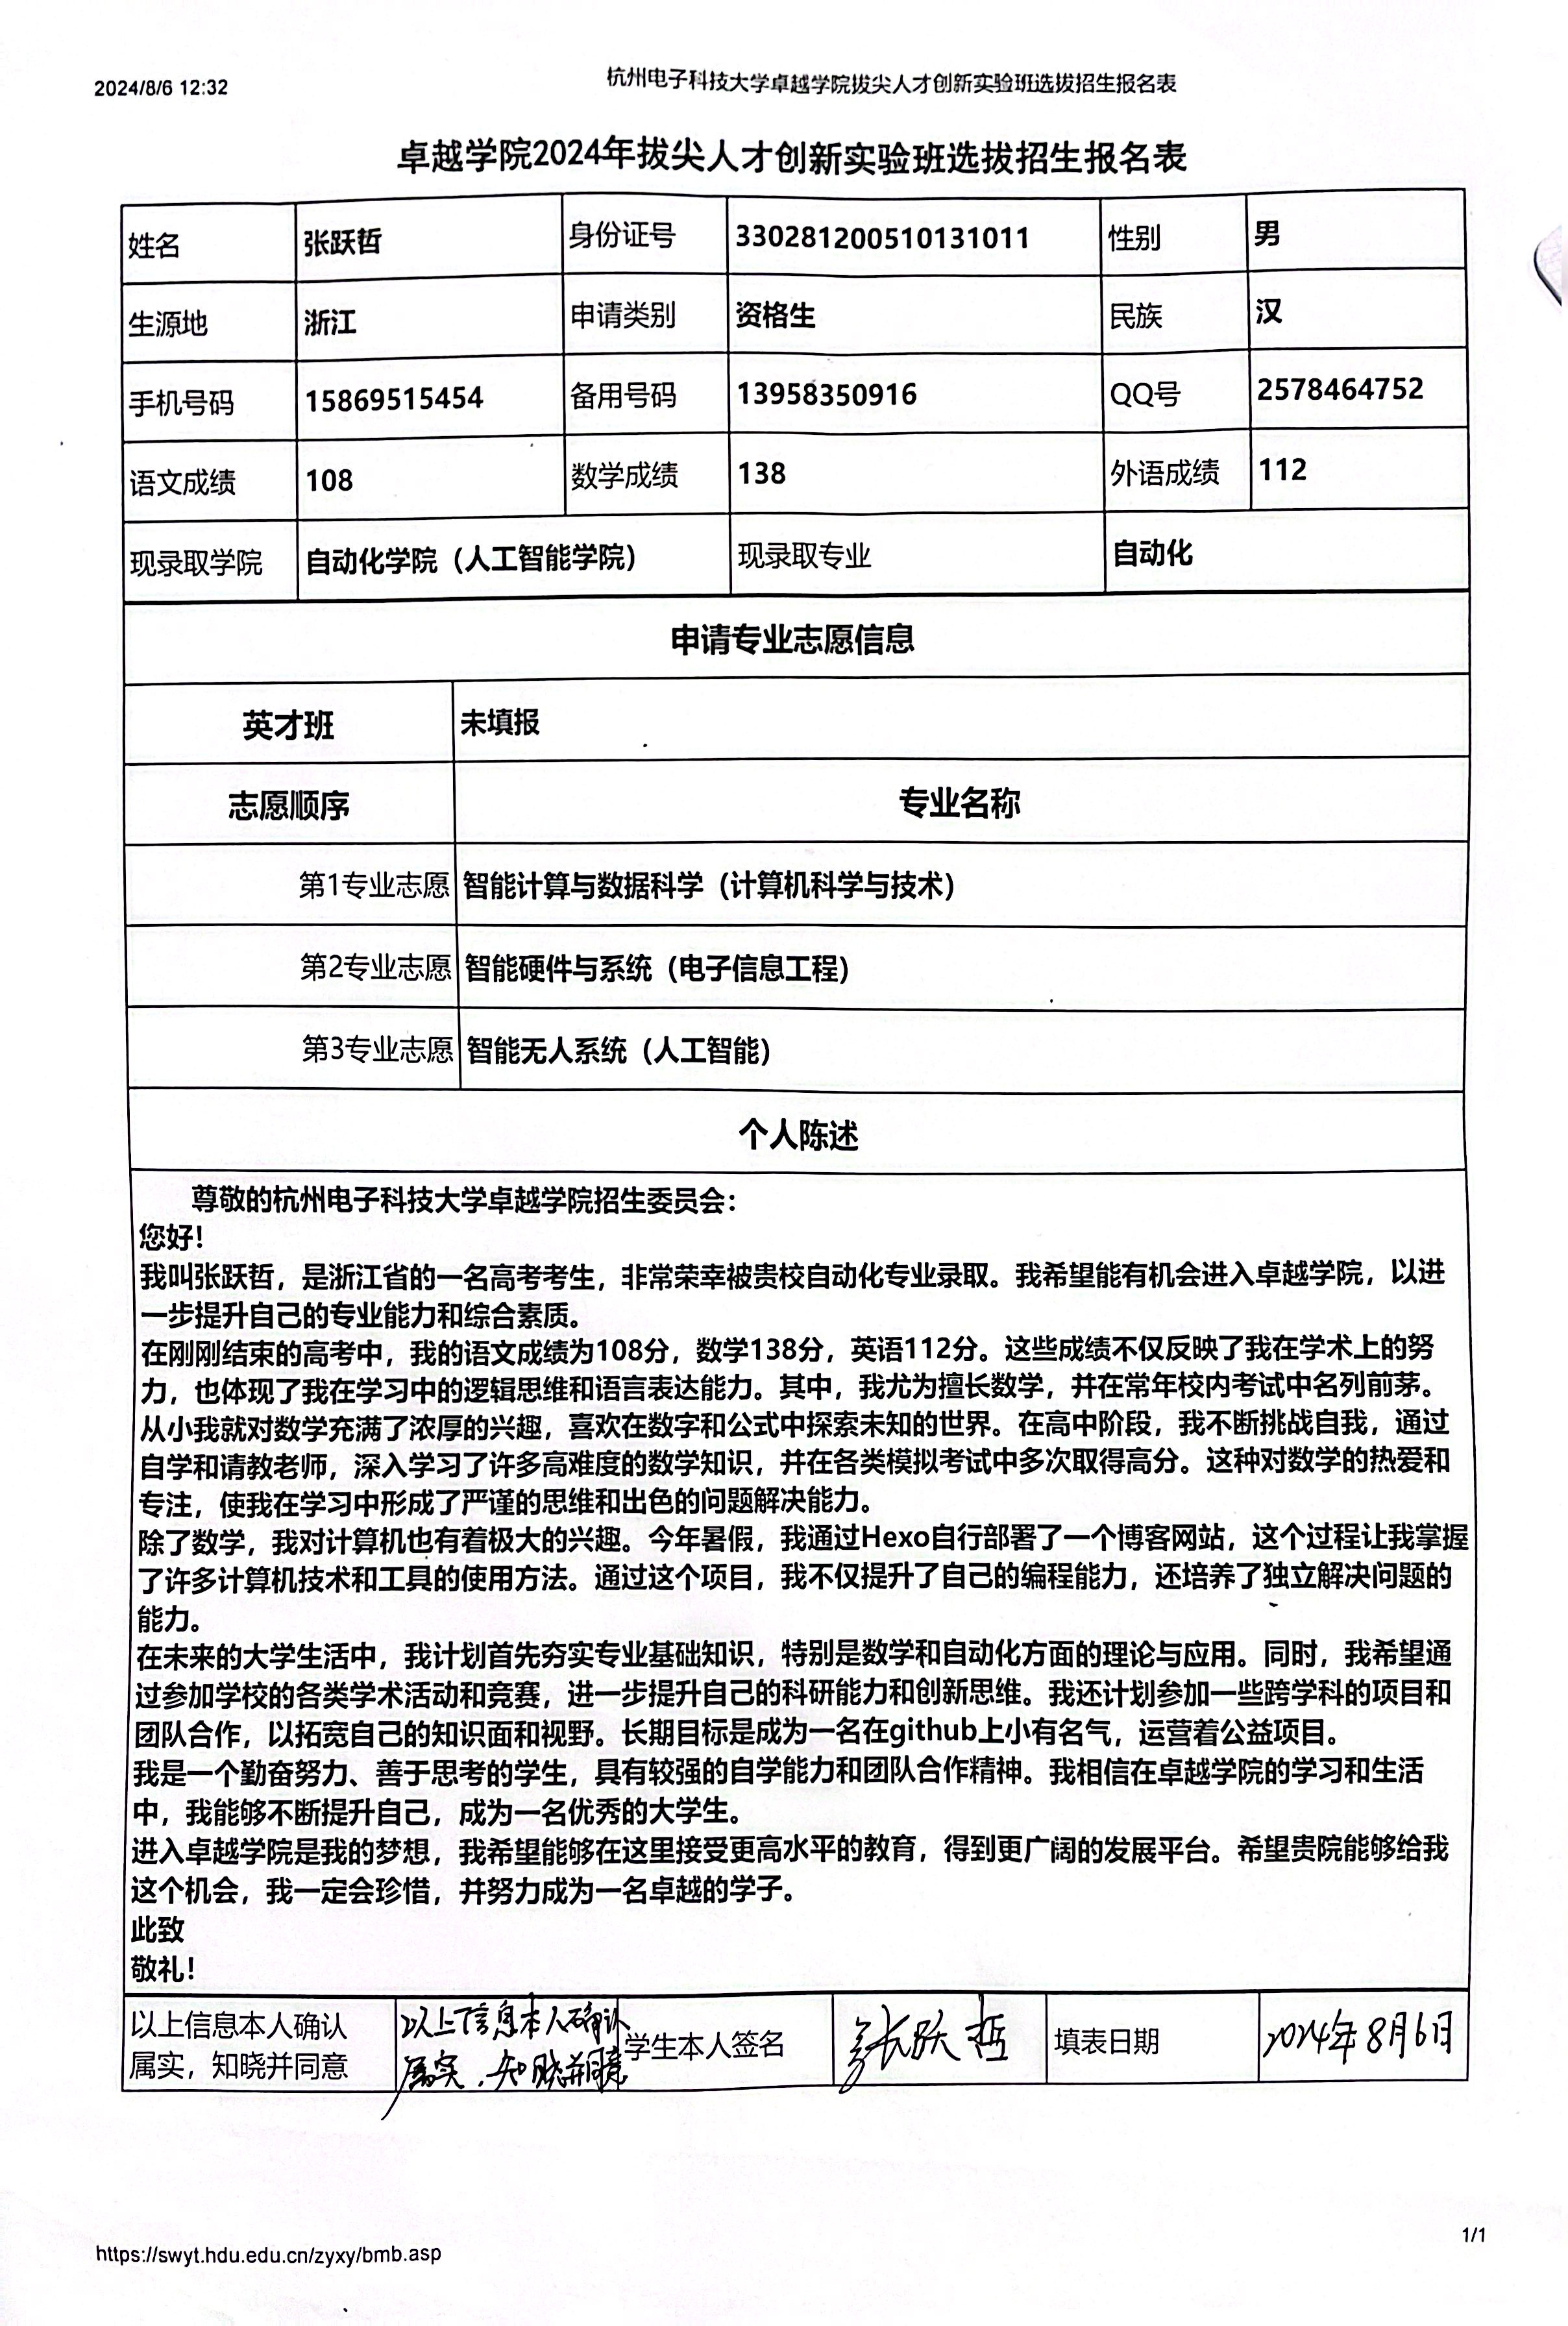 2024/8/6 12:32
杭州电子科技大学卓越学院拔尖人才创新实验班选拔招生报名表
卓越学院2024年拔尖人才创新实验班选拔招生报名表
姓名 张跃哲 身份证号 330281200510131011 性别 男
生源地 浙江 申请类别 资格生 民族 汉
手机号码 15869515454 备用号码 13958350916 QQ号 2578464752
语文成绩 108 数学成绩 138 外语成绩 112
现录取学院 自动化学院（人工智能学院） 现录取专业 自动化
申请专业志愿信息
英才班 未填报
志愿顺序 专业名称
第1专业志愿 智能计算与数据科学（计算机科学与技术）
第2专业志愿 智能硬件与系统（电子信息工程）
第3专业志愿 智能无人系统（人工智能）
个人陈述
尊敬的杭州电子科技大学卓越学院招生委员会：
您好！
我叫张跃哲，是浙江省的一名高考考生，非常荣幸被贵校自动化专业录取。我希望能有机会进入卓越学院，以进
一步提升自己的专业能力和综合素质。
在刚刚结束的高考中，我的语文成绩为108分，数学138分，英语112分。这些成绩不仅反映了我在学术上的努
力，也体现了我在学习中的逻辑思维和语言表达能力。其中，我尤为擅长数学，并在常年校内考试中名列前茅。
从小我就对数学充满了浓厚的兴趣，喜欢在数字和公式中探索未知的世界。在高中阶段，我不断挑战自我，通过
自学和请教老师，深入学习了许多高难度的数学知识，并在各类模拟考试中多次取得高分。这种对数学的热爱和
专注，使我在学习中形成了严谨的思维和出色的问题解决能力。
除了数学，我对计算机也有着极大的兴趣。今年暑假，我通过Hexo自行部署了一个博客网站，这个过程让我掌握
了许多计算机技术和工具的使用方法。通过这个项目，我不仅提升了自己的编程能力，还培养了独立解决问题的
能力。
在未来的大学生活中，我计划首先夯实专业基础知识，特别是数学和自动化方面的理论与应用。同时，我希望通
过参加学校的各类学术活动和竞赛，进一步提升自己的科研能力和创新思维。我还计划参加一些跨学科的项目和
团队合作，以拓宽自己的知识面和视野。长期目标是成为一名在github上小有名气，运营着公益项目。
我是一个勤奋努力、善于思考的学生，具有较强的自学能力和团队合作精神。我相信在卓越学院的学习和生活
中，我能够不断提升自己，成为一名优秀的大学生。
进入卓越学院是我的梦想，我希望能够在这里接受更高水平的教育，得到更广阔的发展平台。希望贵院能够给我
这个机会，我一定会珍惜，并努力成为一名卓越的学子。
此致
敬礼！
以上信息本人确认 以上信息本人确认
属实，知晓并同意 属实，知晓并同意 学生本人签名 张跃哲 填表日期 2024年8月6日
https://swyt.hdu.edu.cn/zyxy/bmb.asp
1/1